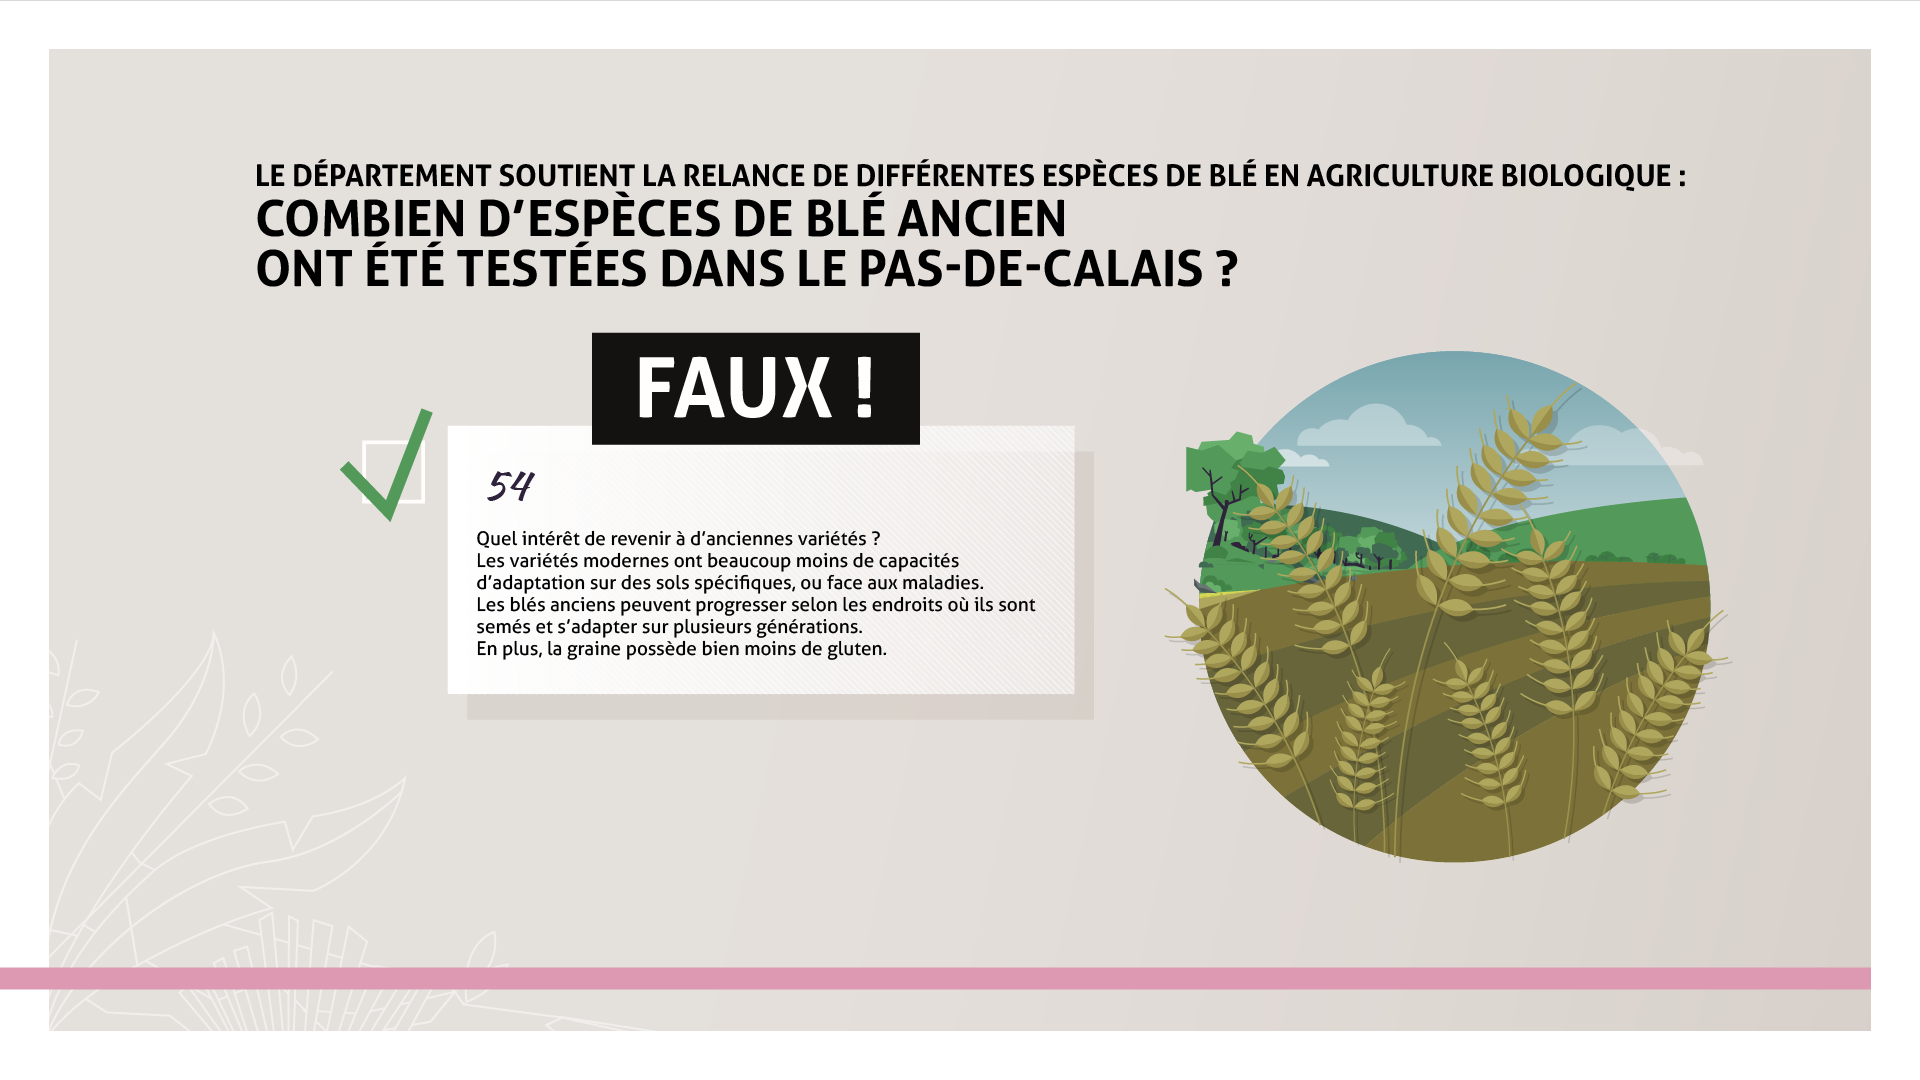 LE DÉPARTEMENT SOUTIENT LA RELANCE DE DIFFÉRENTES ESPÈCES DE BLÉ EN AGRICULTURE BIOLOGIQUE :
COMBIEN D'ESPÈCES DE BLÉ ANCIEN
ONT ÉTÉ TESTÉES DANS LE PAS-DE-CALAIS ?
FAUX !
54
Quel intérêt de revenir à d'anciennes variétés ?
Les variétés modernes ont beaucoup moins de capacités
d'adaptation sur des sols spécifiques, ou face aux maladies.
Les blés anciens peuvent progresser selon les endroits où ils sont
semés et s'adapter sur plusieurs générations.
En plus, la graine possède bien moins de gluten.